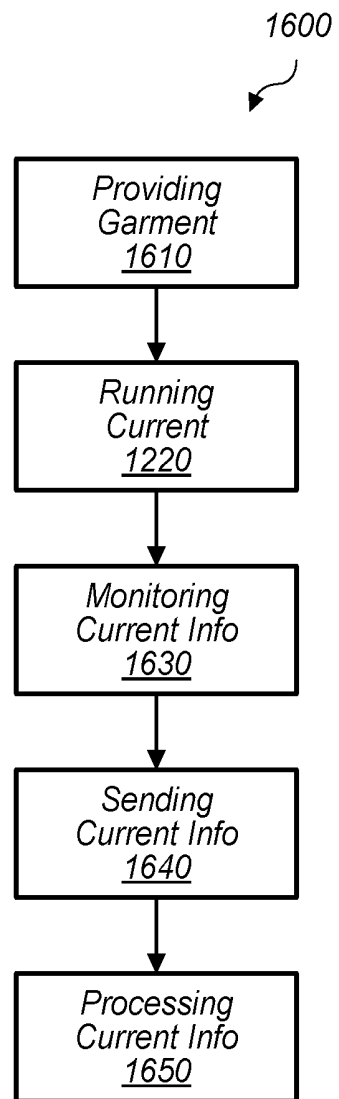 1600
Providing
Garment
1610
Running
Current
1220
Monitoring
Current Info
1630
Sending
Current Info
1640
Processing
Current Info
1650